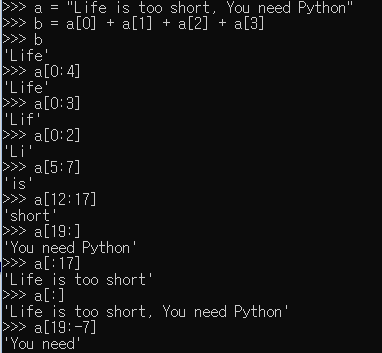 >>> a = "Life is too short, You need Python"
>>> b = a[0] + a[1] + a[2] + a[3]
>>> b
'Life'
>>> a[0:4]
'Life'
>>> a[0:3]
'Lif'
>>> a[0:2]
'Li'
>>> a[5:7]
'is'
>>> a[12:17]
'short'
>>> a[19:]
'You need Python'
>>> a[:17]
'Life is too short'
>>> a[:]
'Life is too short, You need Python'
>>> a[19:-7]
'You need'